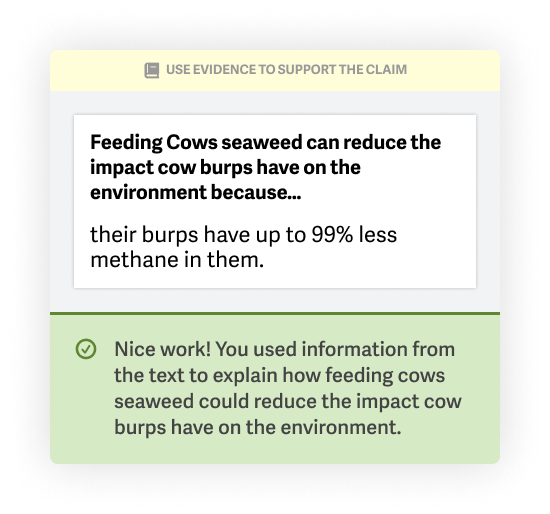 USE EVIDENCE TO SUPPORT THE CLAIM
Feeding Cows seaweed can reduce the
impact cow burps have on the
environment because...
their burps have up to 99% less
methane in them.
Nice work! You used information from
the text to explain how feeding cows
seaweed could reduce the impact cow
burps have on the environment.